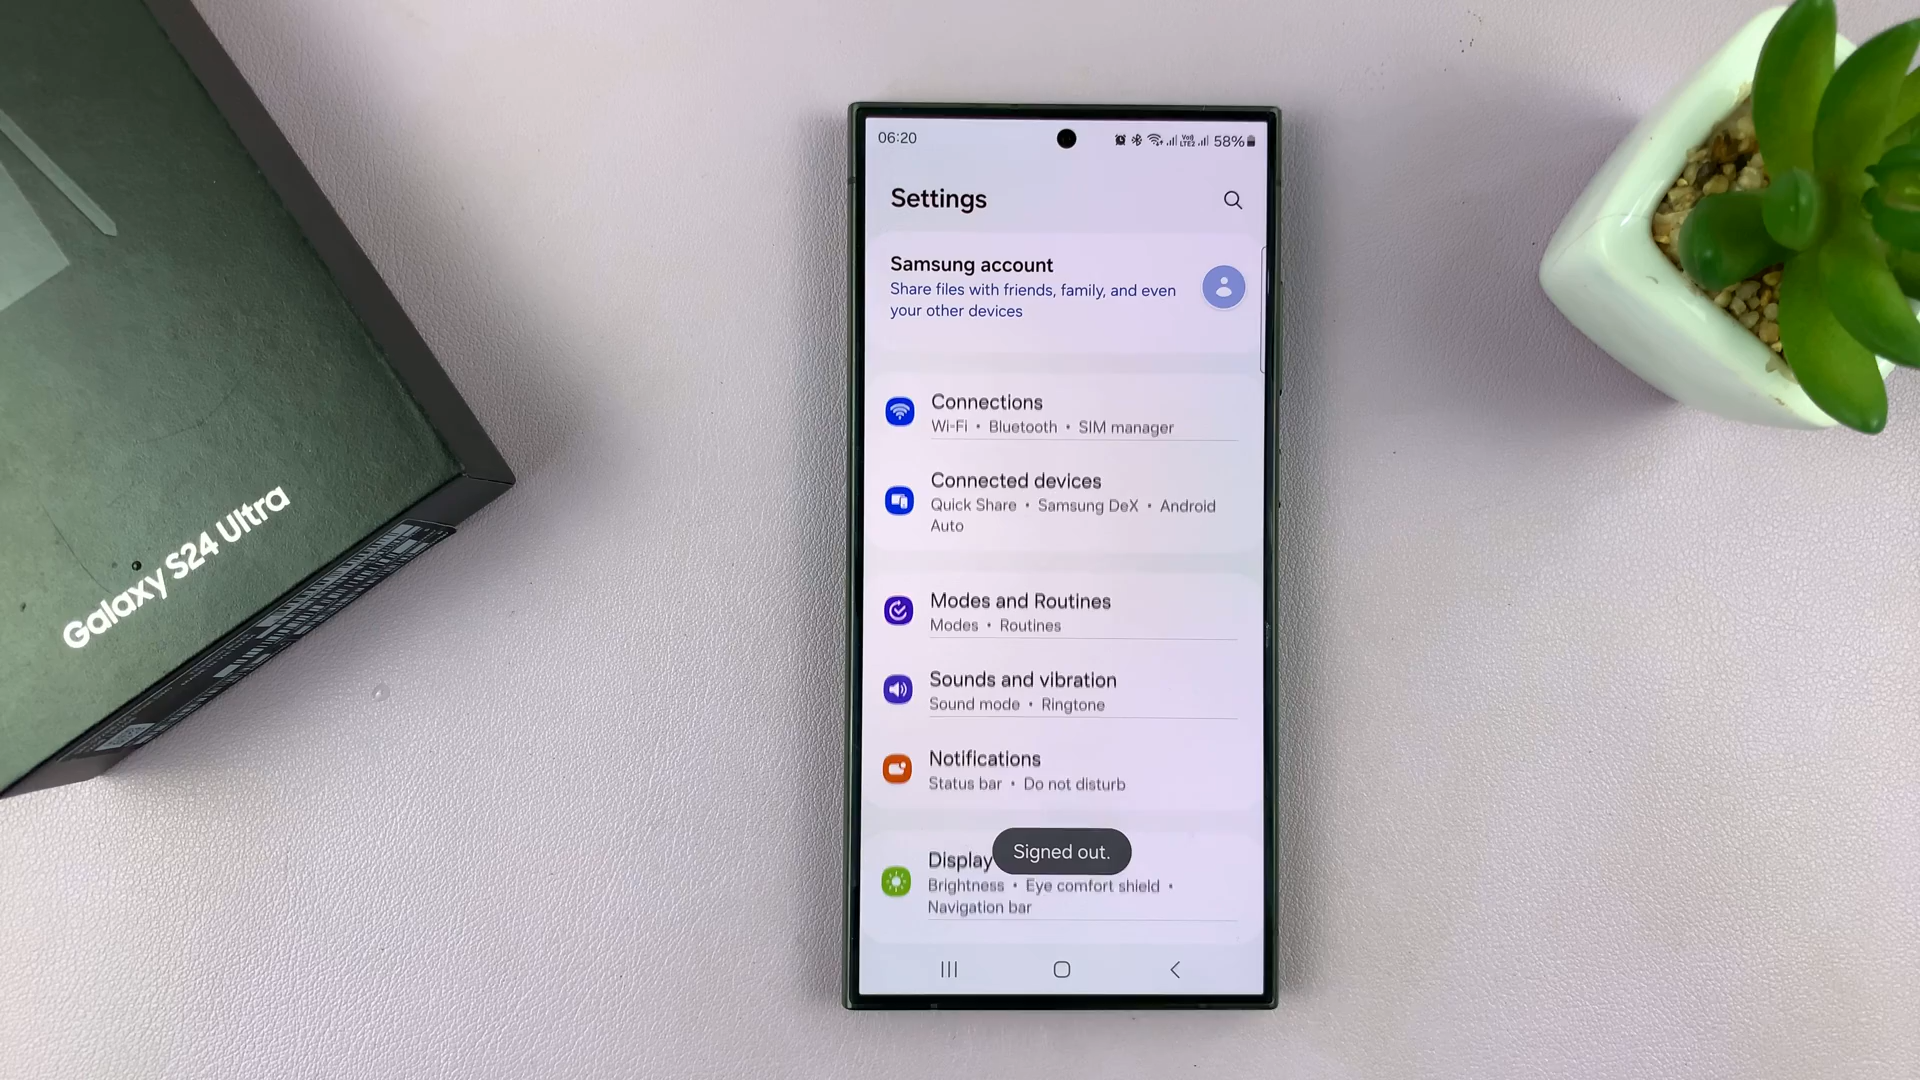 Galaxy S24 Ultra
06:20
58%
Settings
Samsung account
Share files with friends, family, and even
your other devices
Connections
Wi-Fi • Bluetooth • SIM manager
Connected devices
Quick Share • Samsung DeX • Android
Auto
Modes and Routines
Modes • Routines
Sounds and vibration
Sound mode • Ringtone
Notifications
Status bar • Do not disturb
Display
Signed out.
Brightness • Eye comfort shield •
Navigation bar